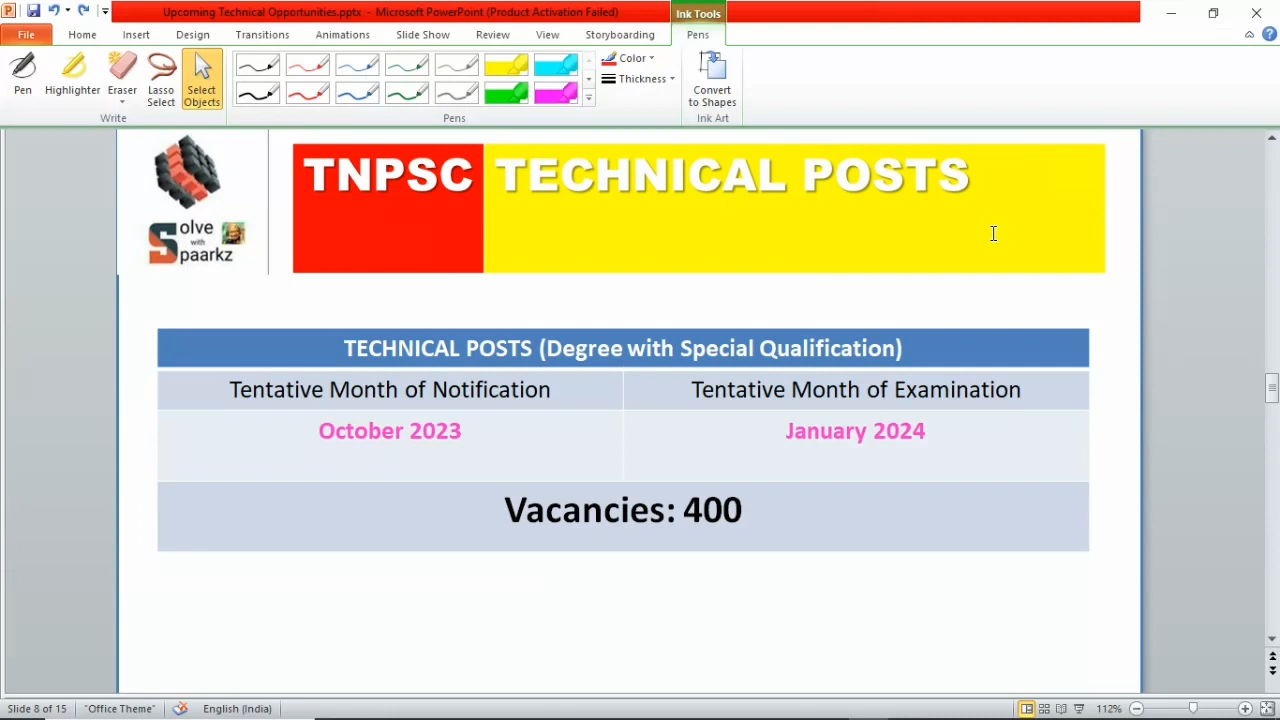 Upcoming Technical Opportunities.pptx - Microsoft PowerPoint (Product Activation Failed)
Ink Tools
File Home Insert Design Transitions Animations Slide Show Review View Storyboarding Pens
Pen Highlighter Eraser Lasso Select Select Objects
Color
Thickness
Convert to Shapes
Write Pens Ink Art
TNPSC TECHNICAL POSTS
Solve
with
Spaarkz
TECHNICAL POSTS (Degree with Special Qualification)
Tentative Month of Notification Tentative Month of Examination
October 2023 January 2024
Vacancies: 400
Slide 8 of 15 "Office Theme" English (India) 112%